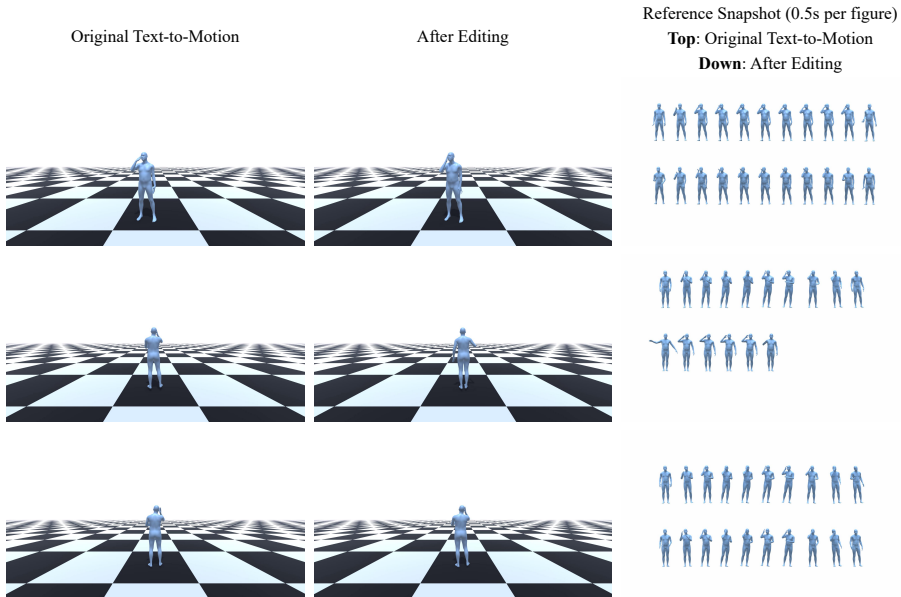 Original Text-to-Motion
After Editing
Reference Snapshot (0.5s per figure)
Top: Original Text-to-Motion
Down: After Editing